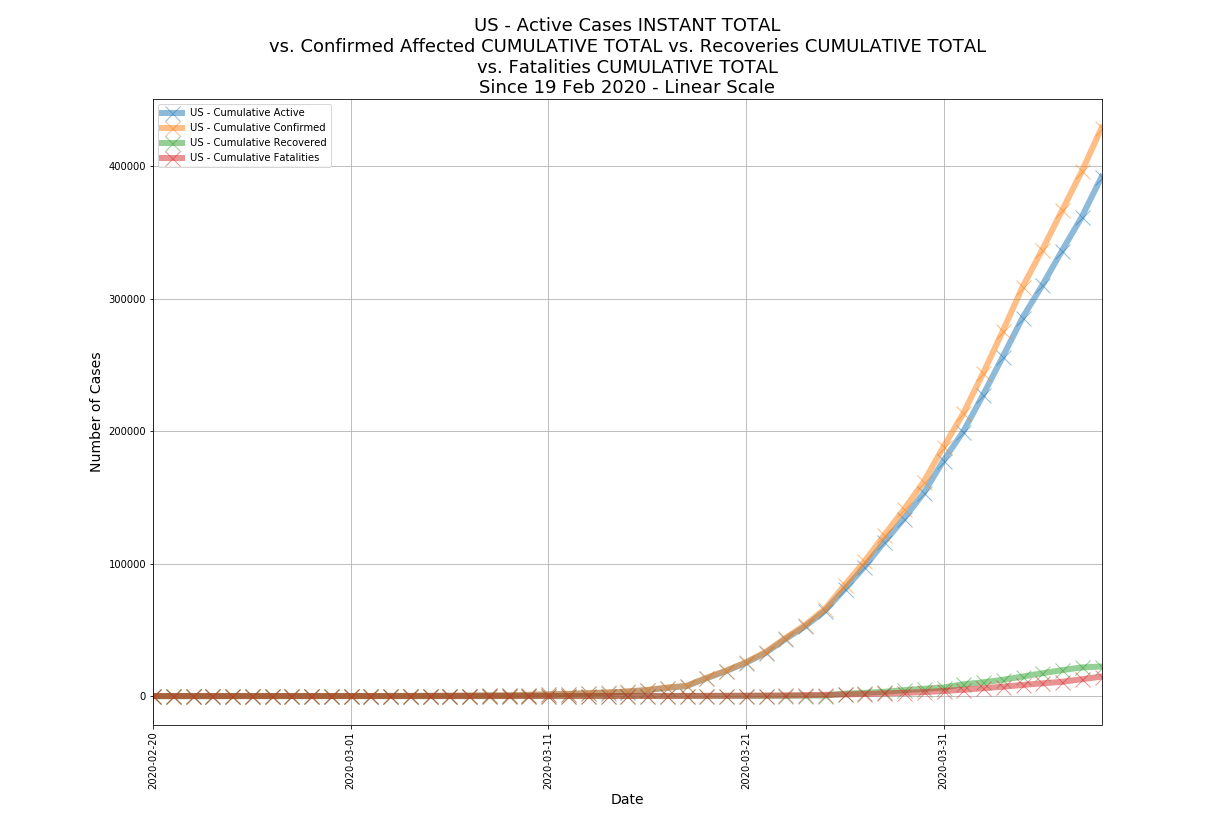 US - Active Cases INSTANT TOTAL
vs. Confirmed Affected CUMULATIVE TOTAL vs. Recoveries CUMULATIVE TOTAL
vs. Fatalities CUMULATIVE TOTAL
Since 19 Feb 2020 - Linear Scale
US - Cumulative Active
US - Cumulative Confirmed
US - Cumulative Recovered
US - Cumulative Fatalities
400000
300000
200000
100000
0
Number of Cases
2020-02-20
2020-03-01
2020-03-11
2020-03-21
2020-03-31
Date